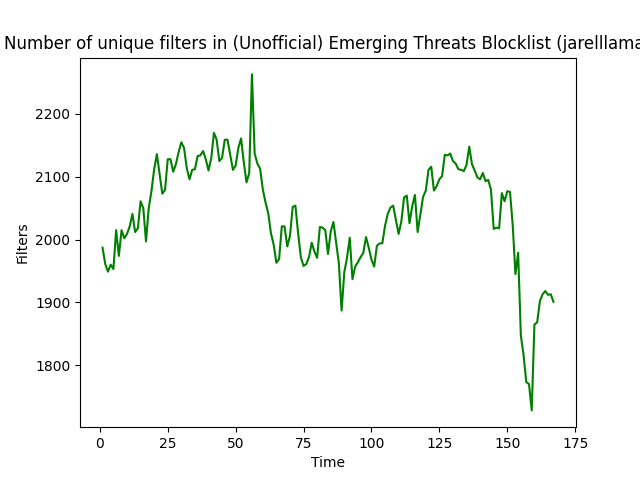 Number of unique filters in (Unofficial) Emerging Threats Blocklist (jarelllama
2200
2100
2000
1900
1800
Filters
0 25 50 75 100 125 150 175
Time